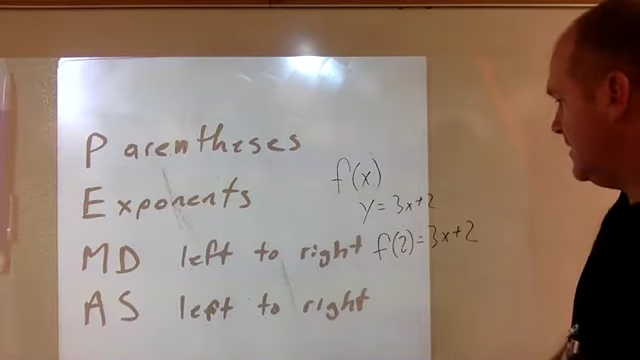 Parentheses
Exponents
MD left to right
AS left to right
f(x)
y = 3x+2
f(2) = 3x+2